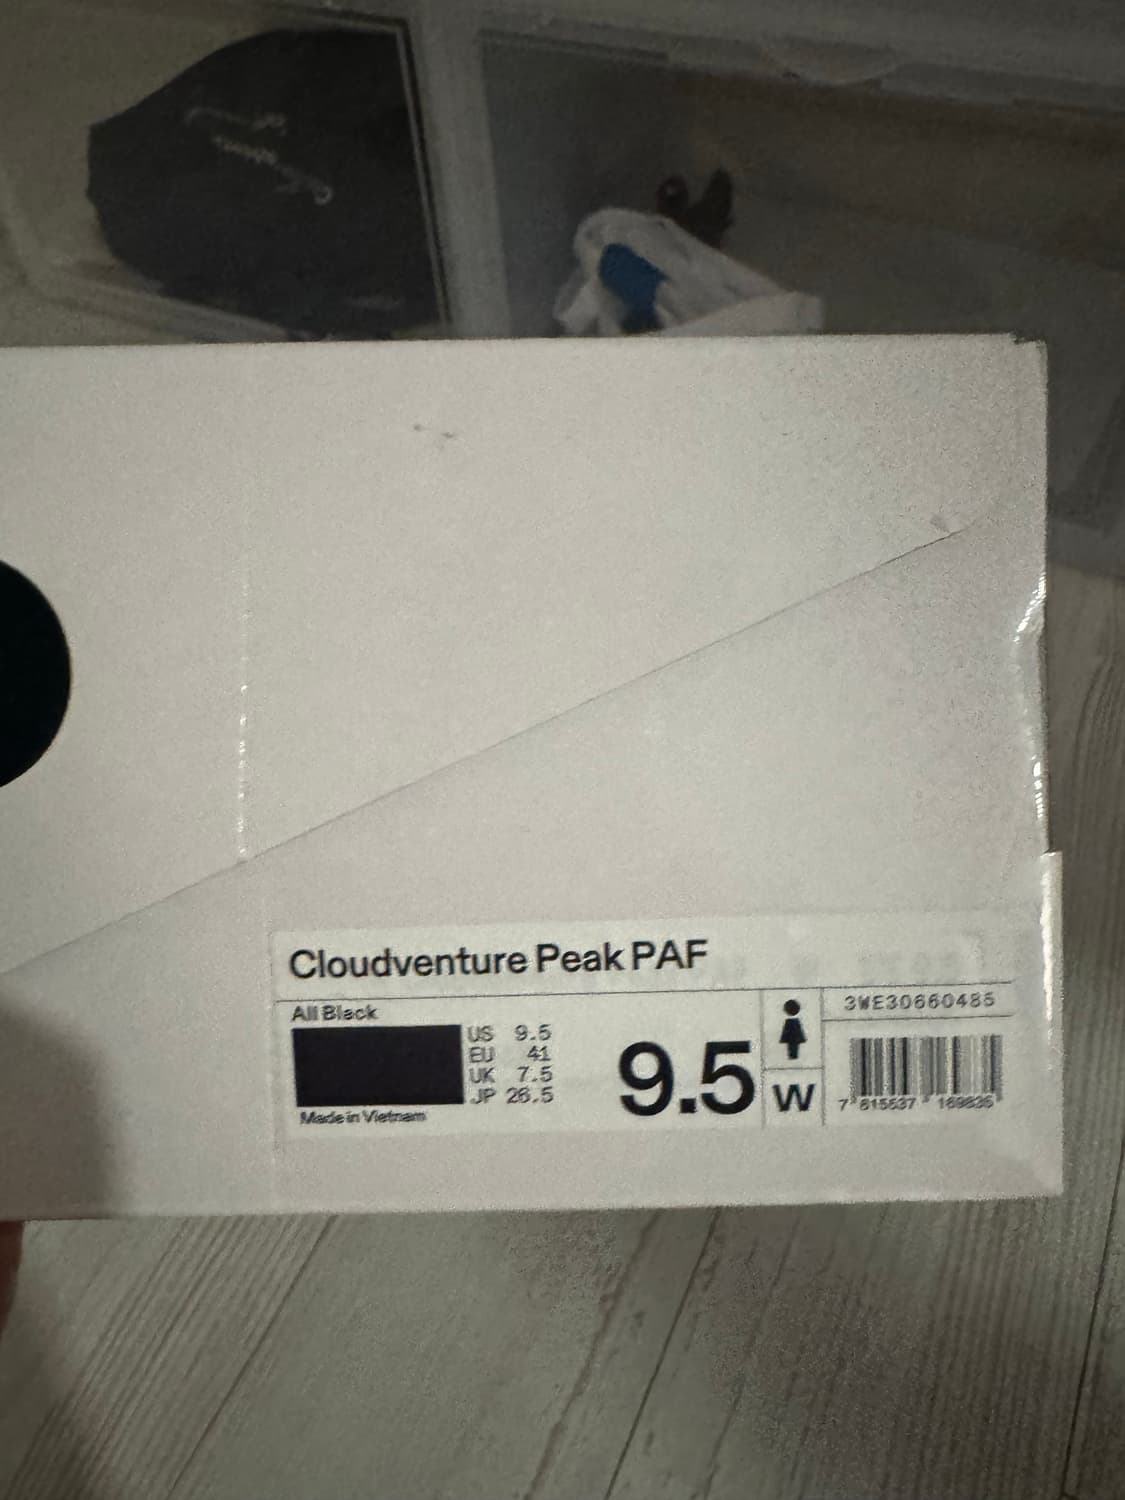 Cloudventure Peak PAF
All Black
US 9.5
EU 41
UK 7.5
JP 26.5
Made in Vietnam
9.5
W
3WE30660485